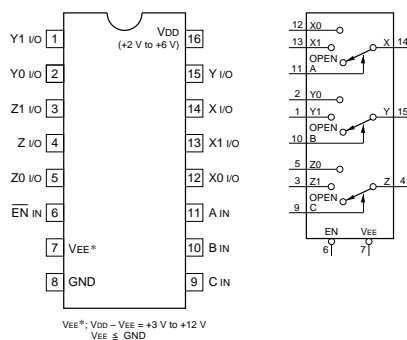 Y1 I/O 1
VDD 16
(+2 V to +6 V)
Y0 I/O 2
15 Y I/O
Z1 I/O 3
14 X I/O
Z I/O 4
13 X1 I/O
Z0 I/O 5
12 X0 I/O
EN IN 6
11 A IN
7 VEE*
10 B IN
8 GND
9 C IN
VEE*; VDD – VEE = +3 V to +12 V
VEE ≦ GND
12 X0
13 X1
X 14
OPEN
11 A
2 Y0
1 Y1
Y 15
OPEN
10 B
5 Z0
3 Z1
Z 4
OPEN
9 C
EN VEE
6 7